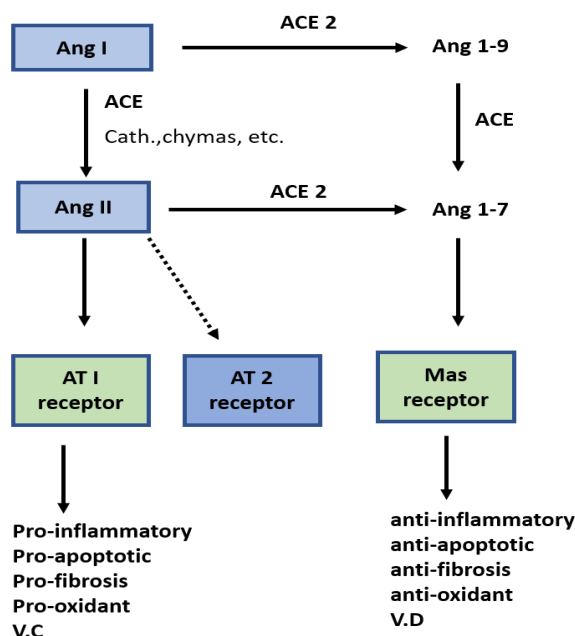 ACE 2
Ang I
Ang 1-9
ACE
Cath.,chymas, etc.
ACE
Ang II
ACE 2
Ang 1-7
AT I
receptor
AT 2
receptor
Mas
receptor
Pro-inflammatory
Pro-apoptotic
Pro-fibrosis
Pro-oxidant
V.C
anti-inflammatory
anti-apoptotic
anti-fibrosis
anti-oxidant
V.D